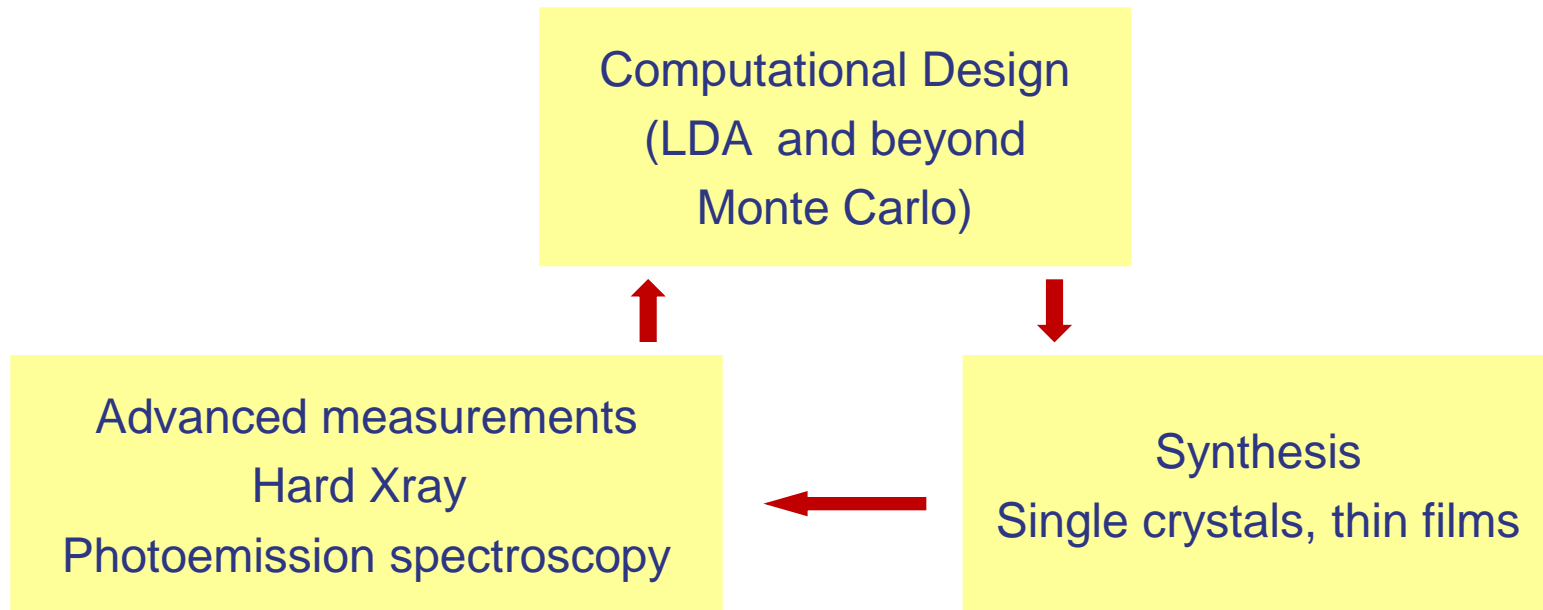 Computational Design
(LDA  and beyond
Monte Carlo)
Advanced measurements
Hard Xray
Photoemission spectroscopy
Synthesis
Single crystals, thin films